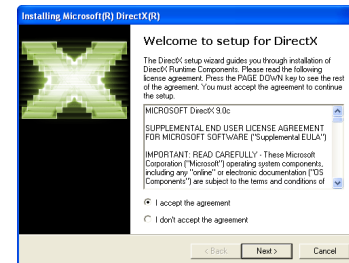 Installing Microsoft(R) DirectX(R)
Welcome to setup for DirectX
The DirectX setup wizard guides you through installation of
DirectX Runtime Components. Please read the following
license agreement. Press the PAGE DOWN key to see the rest
of the agreement. You must accept the agreement to continue
the setup.
MICROSOFT DirectX 9.0c
SUPPLEMENTAL END USER LICENSE AGREEMENT
FOR MICROSOFT SOFTWARE ("Supplemental EULA")
IMPORTANT: READ CAREFULLY - These Microsoft
Corporation ("Microsoft") operating system components,
including any "online" or electronic documentation ("OS
Components") are subject to the terms and conditions of
I accept the agreement
I don't accept the agreement
< Back
Next >
Cancel